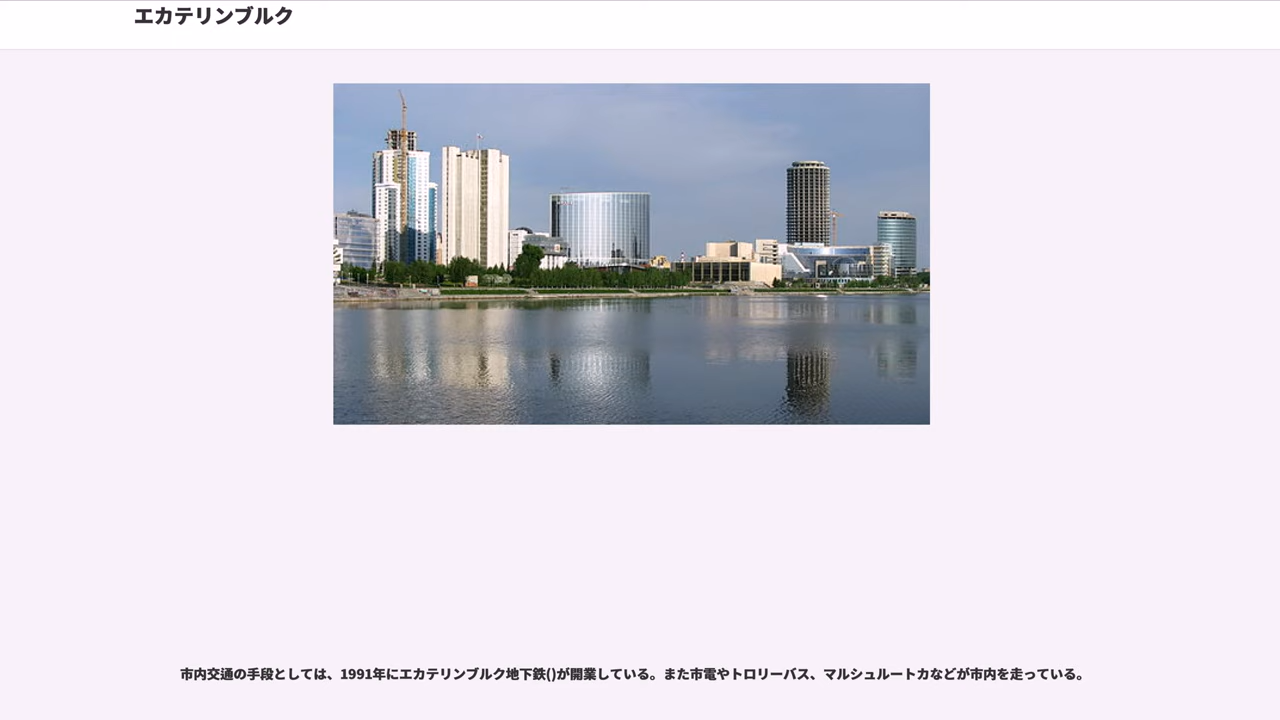 エカテリンブルク
市内交通の手段としては、1991年にエカテリンブルク地下鉄()が開業している。また市電やトロリーバス、マルシュルートカなどが市内を走っている。